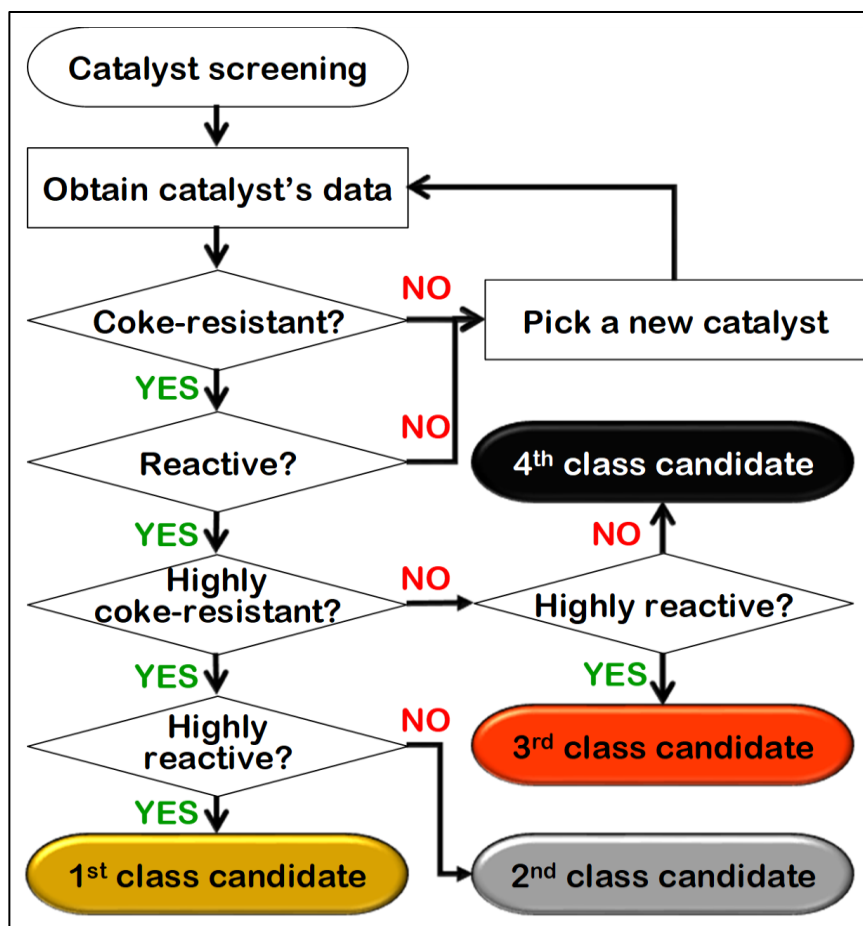 Catalyst screening
Obtain catalyst's data
NO
Coke-resistant?
Pick a new catalyst
YES
NO
Reactive?
4th class candidate
YES
NO
Highly
coke-resistant?
NO
Highly reactive?
YES
YES
Highly
reactive?
NO
3rd class candidate
YES
1st class candidate
2nd class candidate